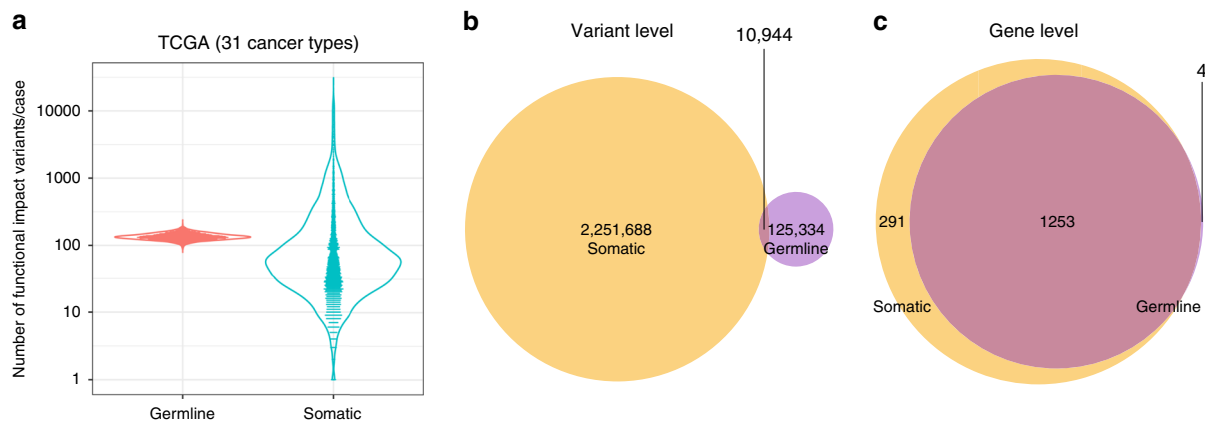 a
TCGA (31 cancer types)
Number of functional impact variants/case
10000
1000
100
10
1
Germline
Somatic
b
Variant level
10,944
2,251,688
Somatic
125,334
Germline
c
Gene level
4
291
1253
Somatic
Germline